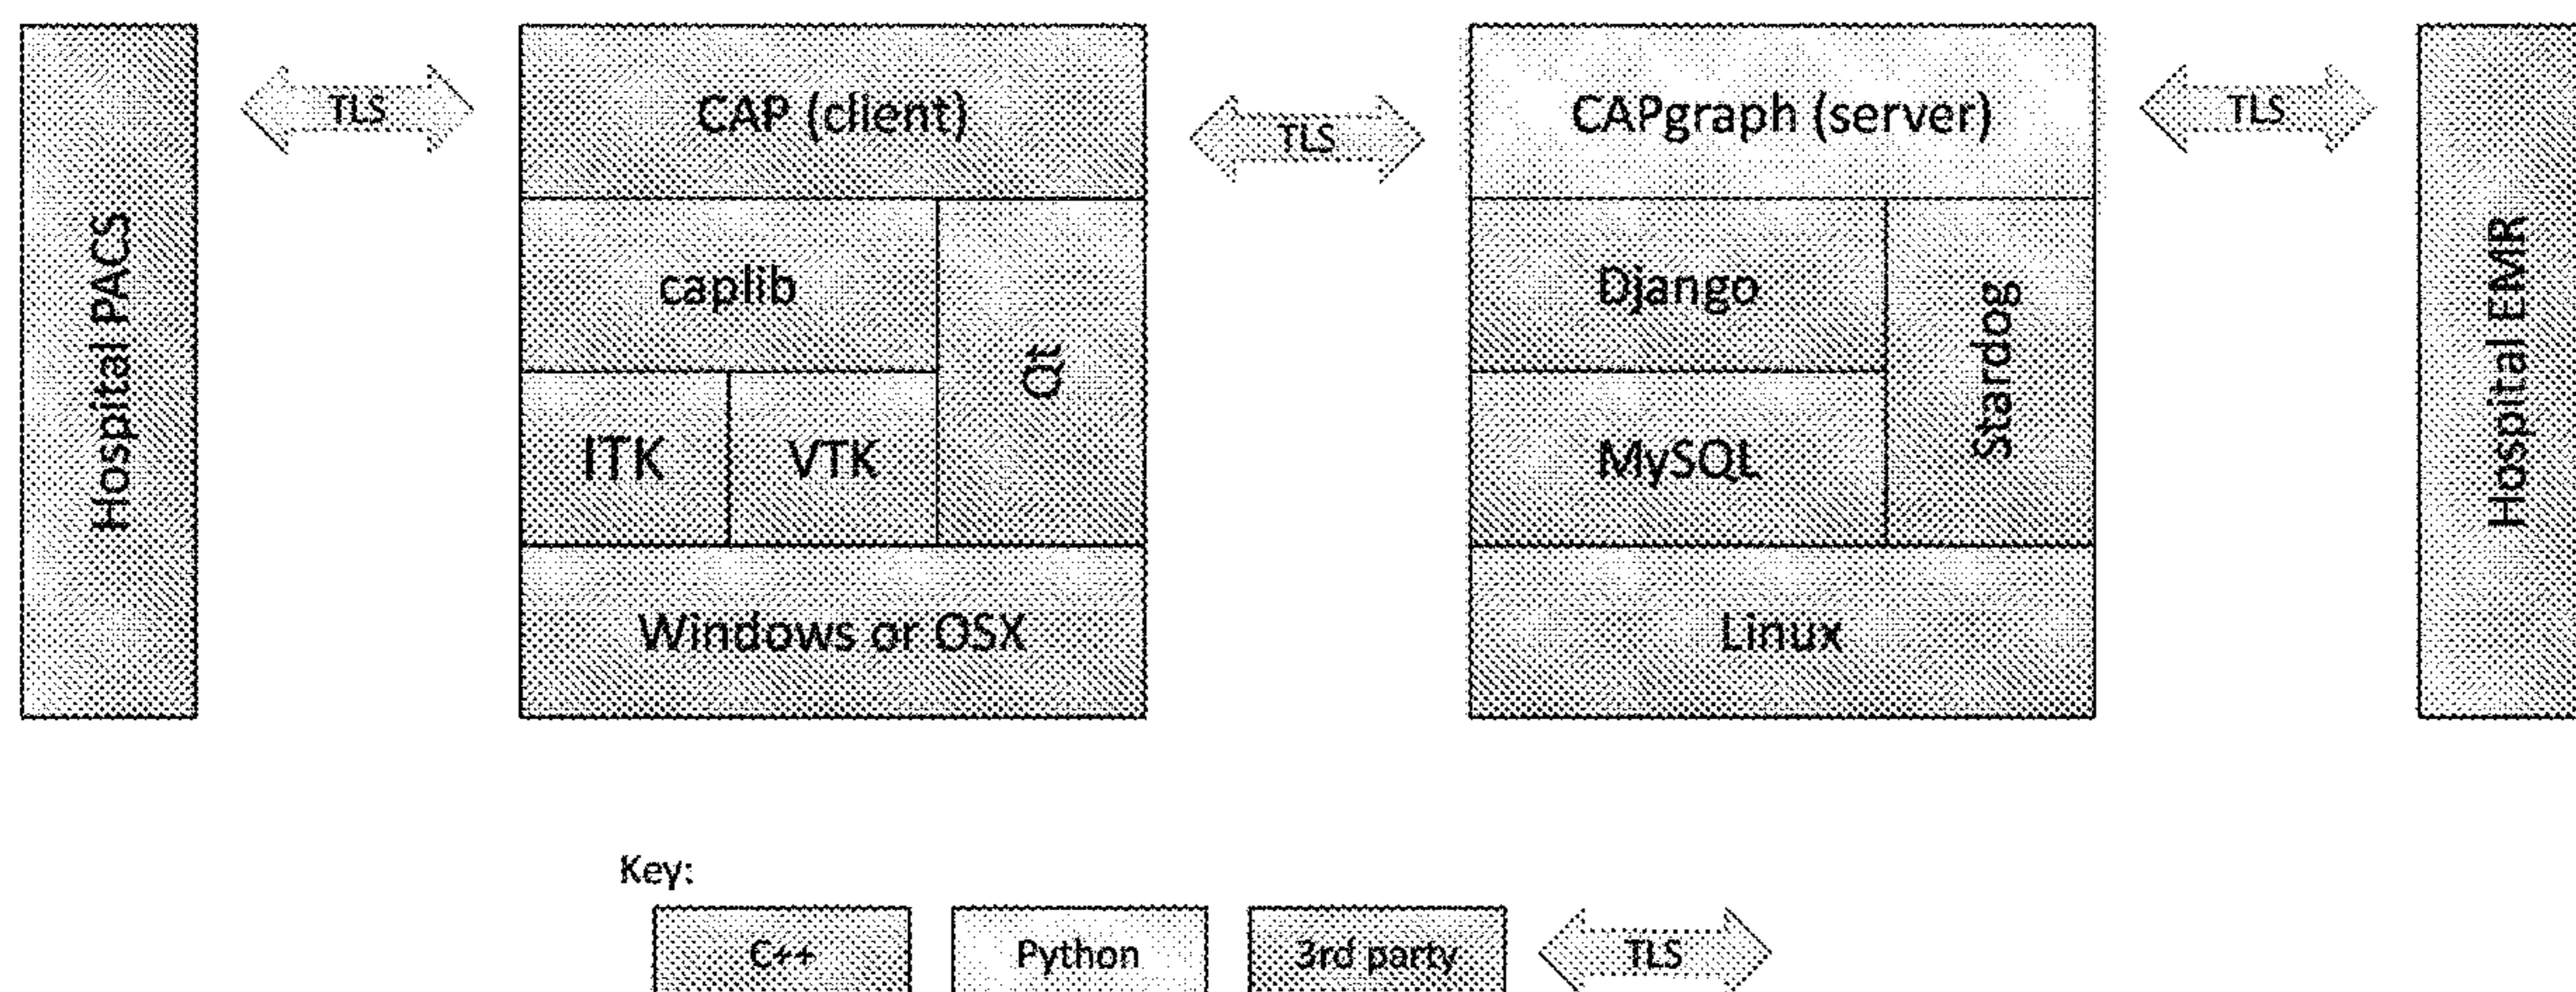 Hospital PACS
TLS
CAP (client)
caplib
Qt
ITK
VTK
Windows or OSX
TLS
CAPgraph (server)
Django
Stardog
MySQL
Linux
TLS
Hospital EMR
Key:
C++
Python
3rd party
TLS